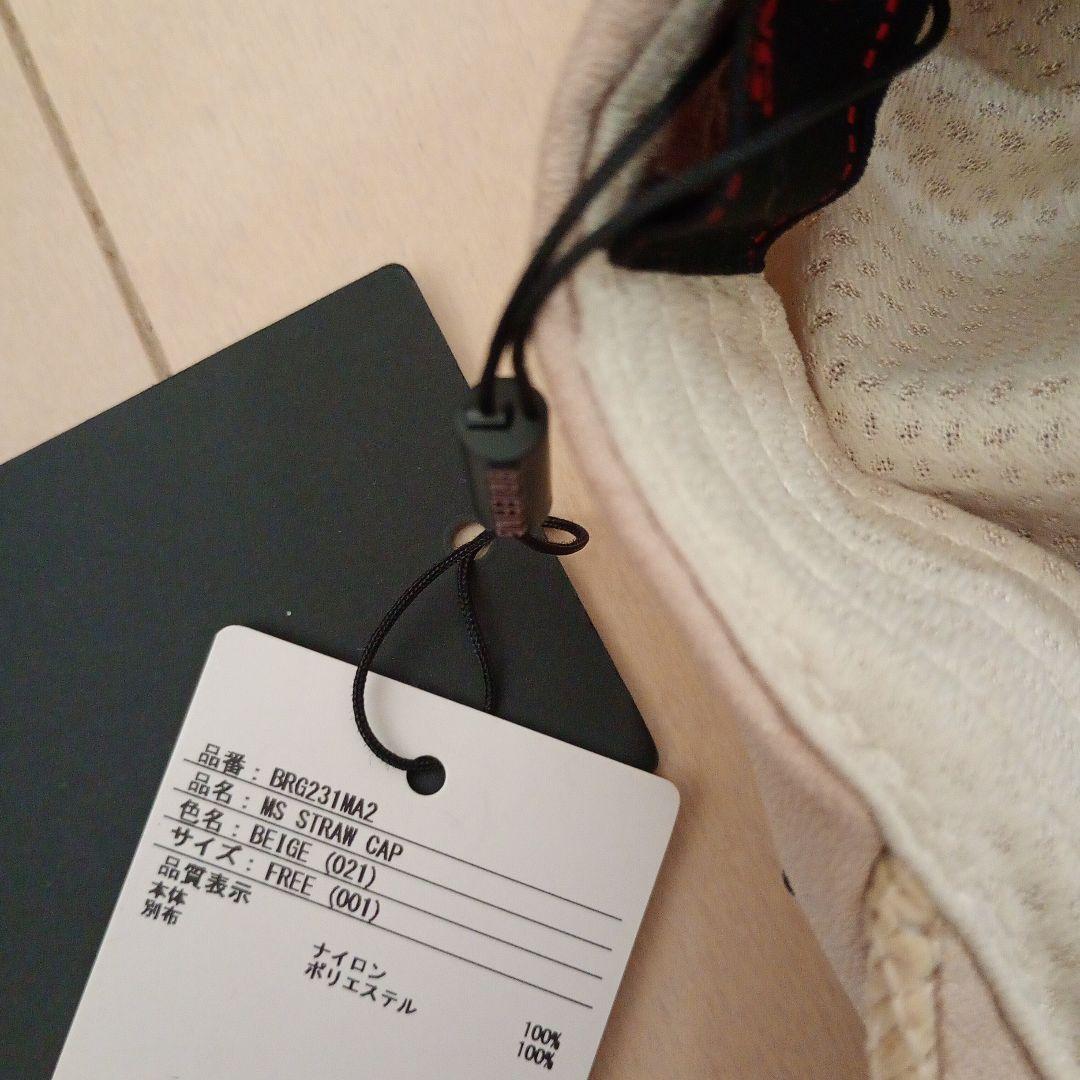 品番: BRG231MA2
品名: MS STRAW CAP
色名: BEIGE (021)
サイズ: FREE (001)
品質表示
本体 ナイロン 100%
別布 ポリエステル 100%